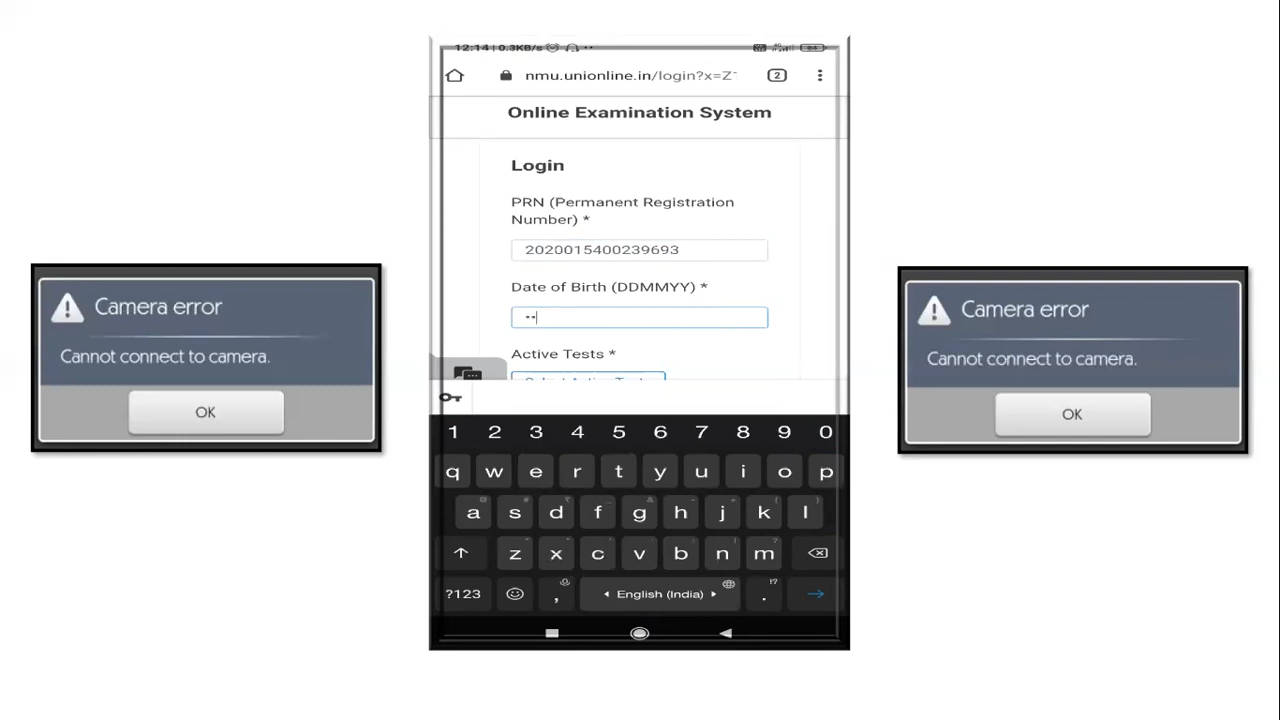 12:14 | 0.3KB/s
nmu.unionline.in/login?x=Z
2
Online Examination System
Login
PRN (Permanent Registration
Number) *
2020015400239693
Date of Birth (DDMMYY) *
Active Tests *
Camera error
Cannot connect to camera.
OK
Camera error
Cannot connect to camera.
OK
1 2 3 4 5 6 7 8 9 0
q w e r t y u i o p
a s d f g h j k l
z x c v b n m
?123 , English (India) .